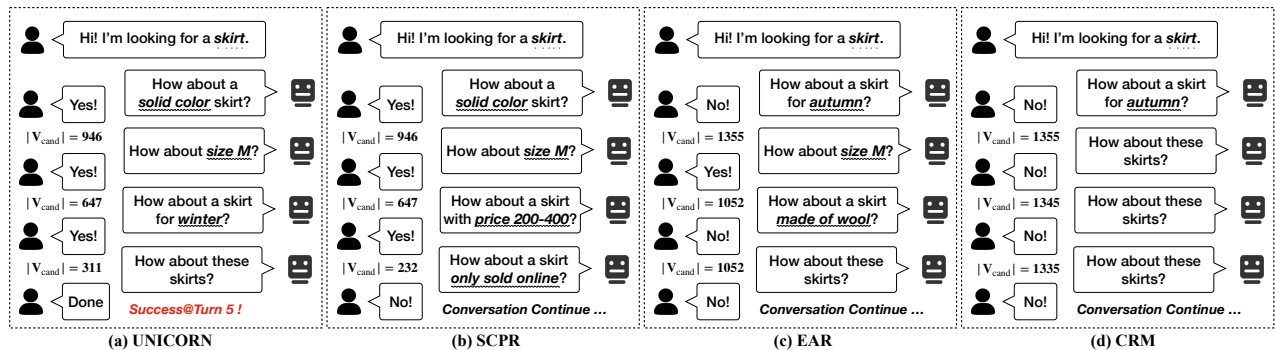 Hi! I'm looking for a skirt.
How about a
solid color skirt?
Yes!
|Vcand| = 946
How about size M?
Yes!
|Vcand| = 647
How about a skirt
for winter?
Yes!
|Vcand| = 311
How about these
skirts?
Done
Success@Turn 5 !
(a) UNICORN
Hi! I'm looking for a skirt.
How about a
solid color skirt?
Yes!
|Vcand| = 946
How about size M?
Yes!
|Vcand| = 647
How about a skirt
with price 200-400?
Yes!
|Vcand| = 232
How about a skirt
only sold online?
No!
Conversation Continue ...
(b) SCPR
Hi! I'm looking for a skirt.
How about a skirt
for autumn?
No!
|Vcand| = 1355
How about size M?
Yes!
|Vcand| = 1052
How about a skirt
made of wool?
No!
|Vcand| = 1052
How about these
skirts?
No!
Conversation Continue ...
(c) EAR
Hi! I'm looking for a skirt.
How about a skirt
for autumn?
No!
|Vcand| = 1355
How about these
skirts?
No!
|Vcand| = 1345
How about these
skirts?
No!
|Vcand| = 1335
How about these
skirts?
No!
Conversation Continue ...
(d) CRM